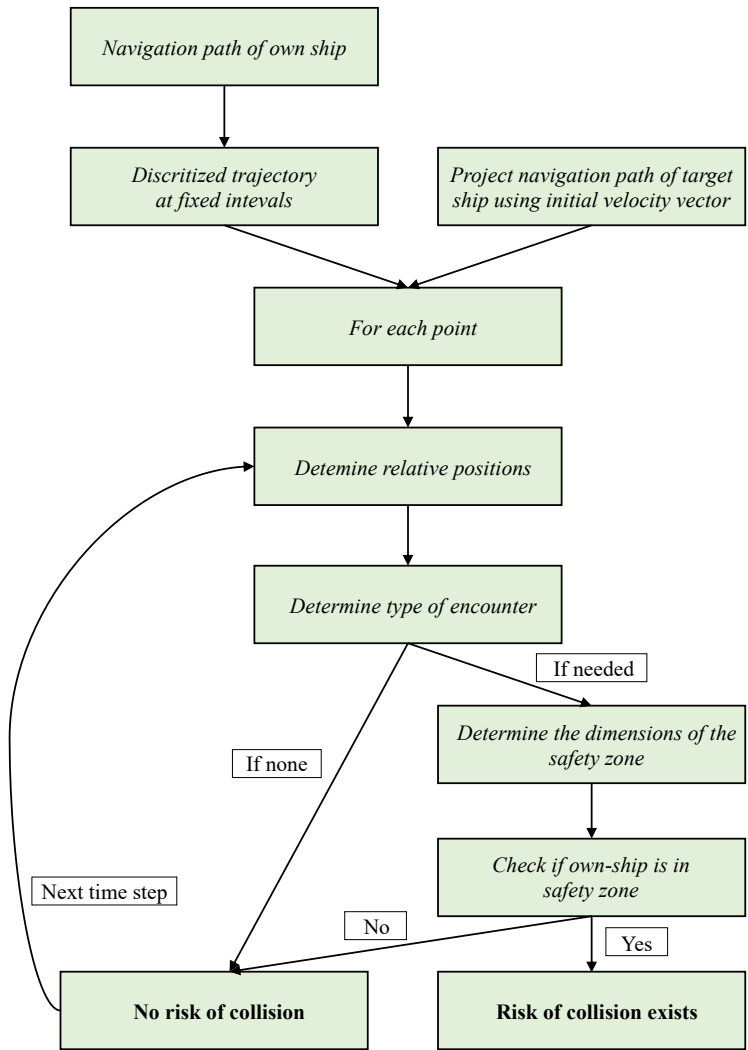 Navigation path of own ship
Discritized trajectory
at fixed intevals
Project navigation path of target
ship using initial velocity vector
For each point
Detemine relative positions
Determine type of encounter
If needed
Determine the dimensions of the
safety zone
If none
Check if own-ship is in
safety zone
Next time step
No
Yes
No risk of collision
Risk of collision exists